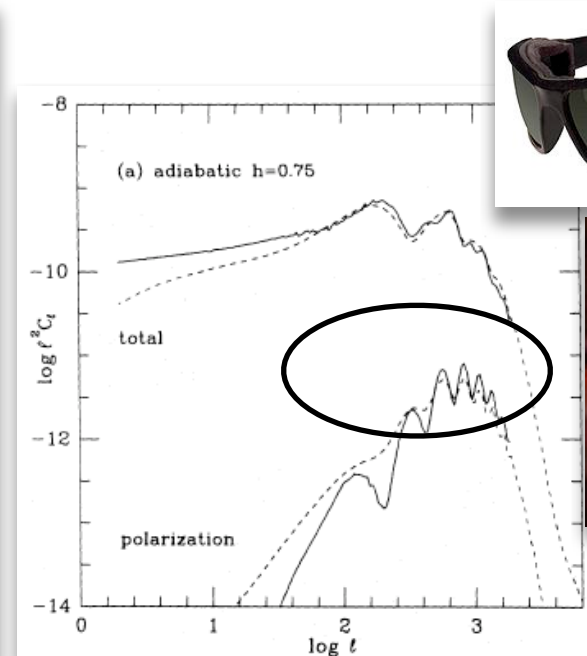 -8
(a) adiabatic h=0.75
-10
log ℓ²Cℓ
total
-12
polarization
-14
0 1 2 3
log ℓ